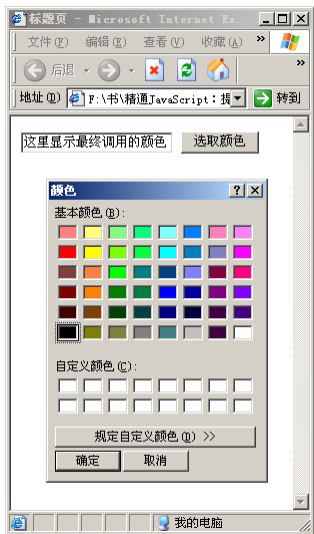 标题页 - Microsoft Internet Ex...
文件(F) 编辑(E) 查看(V) 收藏(A) »
后退 »
地址(D) F:\书\精通JavaScript：提 转到
这里显示最终调用的颜色 选取颜色
颜色
基本颜色(B):
自定义颜色(C):
规定自定义颜色(D) >>
确定 取消
我的电脑